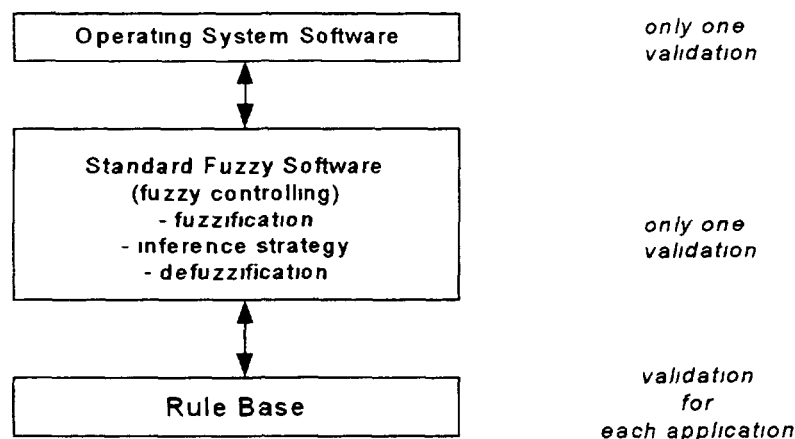 Operating System Software
only one
validation
Standard Fuzzy Software
(fuzzy controlling)
- fuzzification
- inference strategy
- defuzzification
only one
validation
Rule Base
validation
for
each application